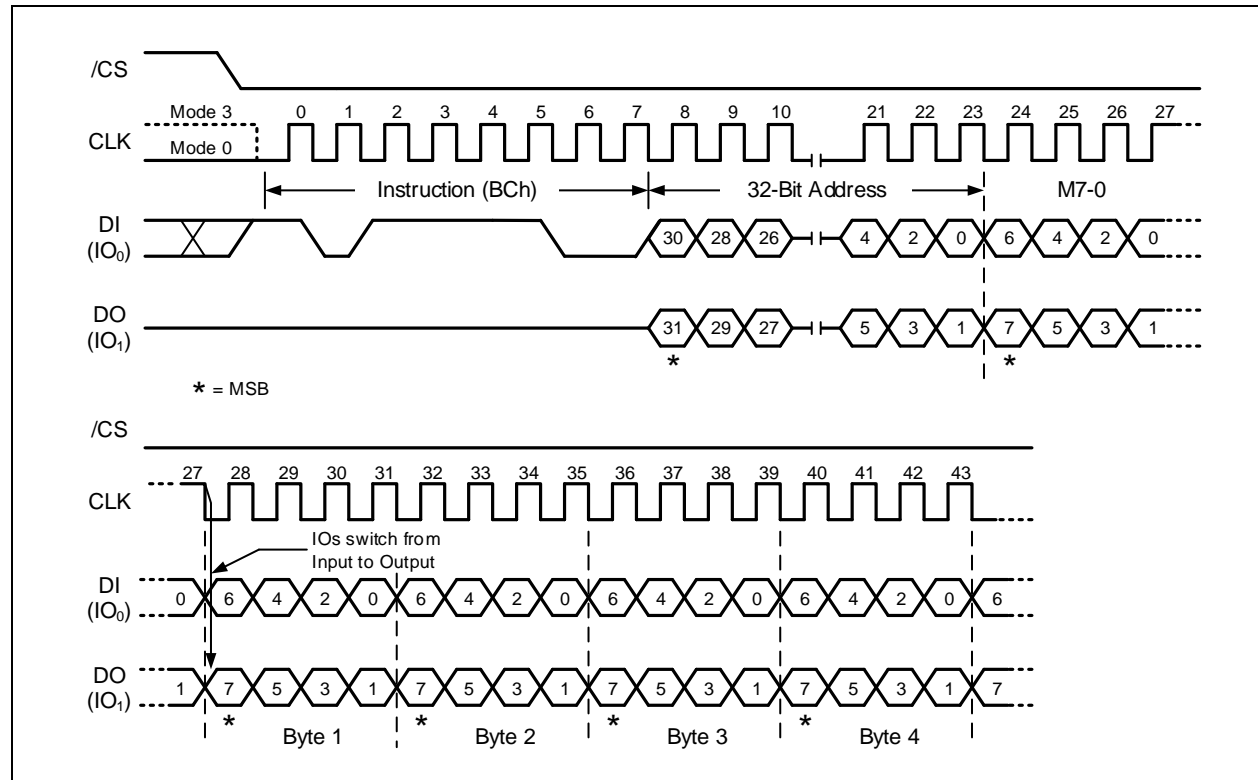 /CS
Mode 3 0 1 2 3 4 5 6 7 8 9 10 21 22 23 24 25 26 27
CLK
Mode 0
Instruction (BCh) 32-Bit Address M7-0
DI
(IO₀)
30 28 26 4 2 0 6 4 2 0
DO
(IO₁)
31 29 27 5 3 1 7 5 3 1
* *
* = MSB
/CS
27 28 29 30 31 32 33 34 35 36 37 38 39 40 41 42 43
CLK
IOs switch from
Input to Output
DI
(IO₀)
0 6 4 2 0 6 4 2 0 6 4 2 0 6 4 2 0 6
DO
(IO₁)
1 7 5 3 1 7 5 3 1 7 5 3 1 7 5 3 1 7
* * * *
Byte 1 Byte 2 Byte 3 Byte 4